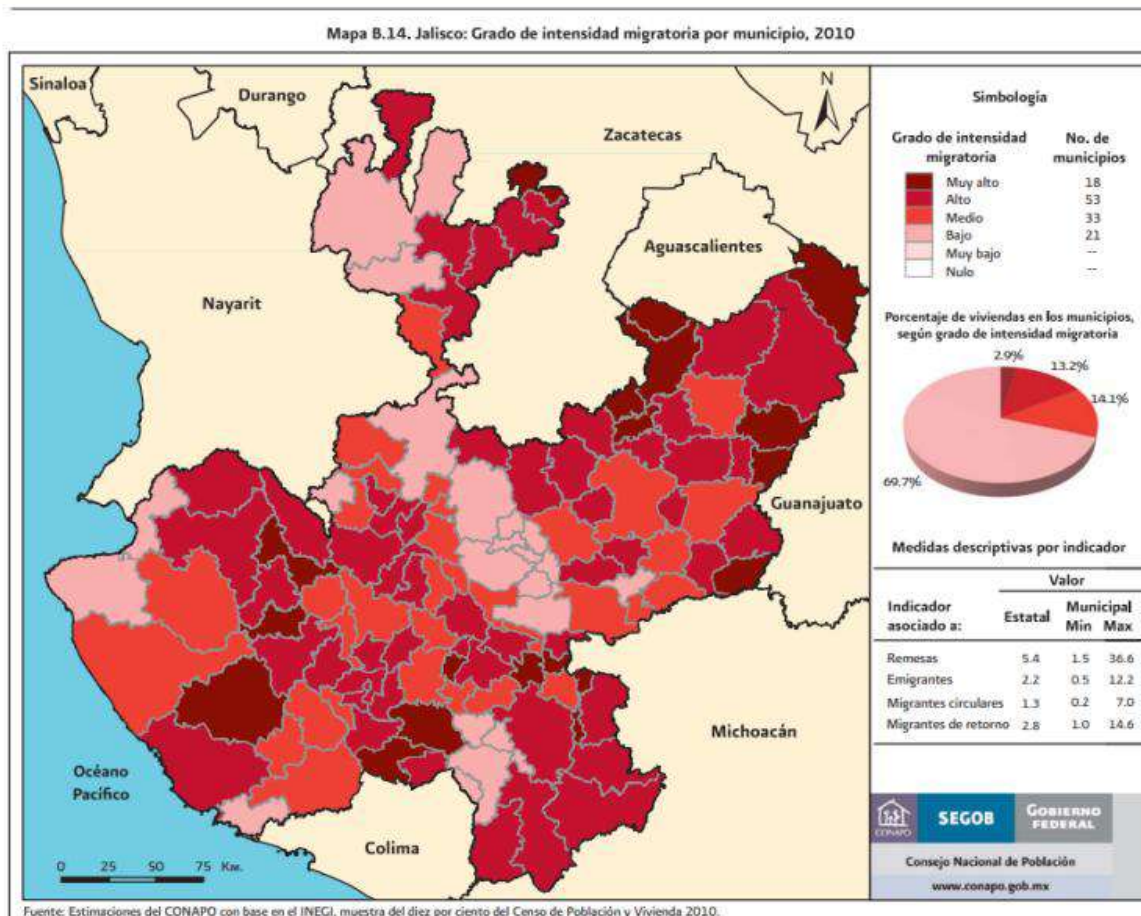 Mapa B.14. Jalisco: Grado de intensidad migratoria por municipio, 2010
Sinaloa
Durango
Zacatecas
N
Aguascalientes
Nayarit
Guanajuato
Michoacán
Océano
Pacífico
Colima
0 25 50 75 Km.
Simbología
Grado de intensidad
migratoria
No. de
municipios
Muy alto 18
Alto 53
Medio 33
Bajo 21
Muy bajo --
Nulo --
Porcentaje de viviendas en los municipios,
según grado de intensidad migratoria
2.9%
13.2%
14.1%
69.7%
Medidas descriptivas por indicador
Valor
Indicador
asociado a:
Estatal
Municipal
Min Max
Remesas 5.4 1.5 36.6
Emigrantes 2.2 0.5 12.2
Migrantes circulares 1.3 0.2 7.0
Migrantes de retorno 2.8 1.0 14.6
CONAPO
SEGOB
GOBIERNO
FEDERAL
Consejo Nacional de Población
www.conapo.gob.mx
Fuente: Estimaciones del CONAPO con base en el INEGI, muestra del diez por ciento del Censo de Población y Vivienda 2010.